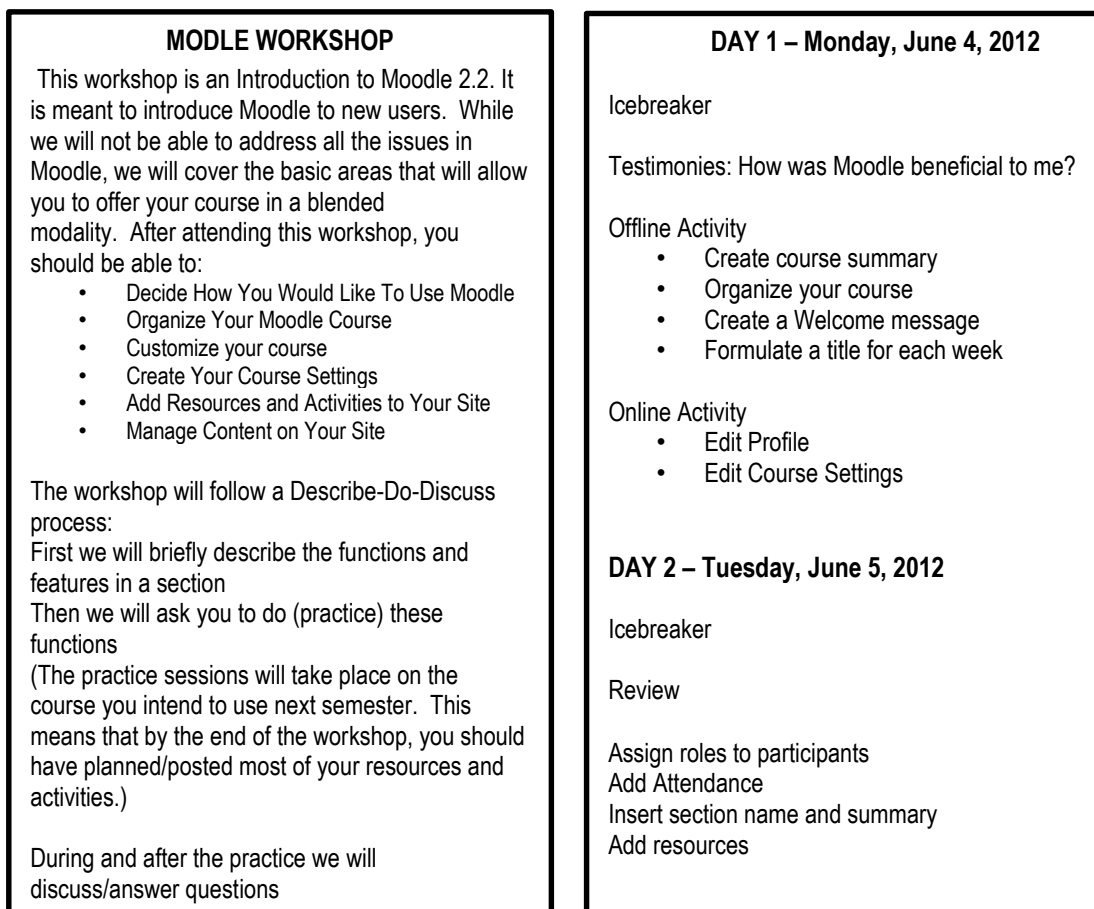 MODLE WORKSHOP
This workshop is an Introduction to Moodle 2.2. It
is meant to introduce Moodle to new users. While
we will not be able to address all the issues in
Moodle, we will cover the basic areas that will allow
you to offer your course in a blended
modality. After attending this workshop, you
should be able to:
• Decide How You Would Like To Use Moodle
• Organize Your Moodle Course
• Customize your course
• Create Your Course Settings
• Add Resources and Activities to Your Site
• Manage Content on Your Site
The workshop will follow a Describe-Do-Discuss
process:
First we will briefly describe the functions and
features in a section
Then we will ask you to do (practice) these
functions
(The practice sessions will take place on the
course you intend to use next semester. This
means that by the end of the workshop, you should
have planned/posted most of your resources and
activities.)
During and after the practice we will
discuss/answer questions
DAY 1 – Monday, June 4, 2012
Icebreaker
Testimonies: How was Moodle beneficial to me?
Offline Activity
• Create course summary
• Organize your course
• Create a Welcome message
• Formulate a title for each week
Online Activity
• Edit Profile
• Edit Course Settings
DAY 2 – Tuesday, June 5, 2012
Icebreaker
Review
Assign roles to participants
Add Attendance
Insert section name and summary
Add resources